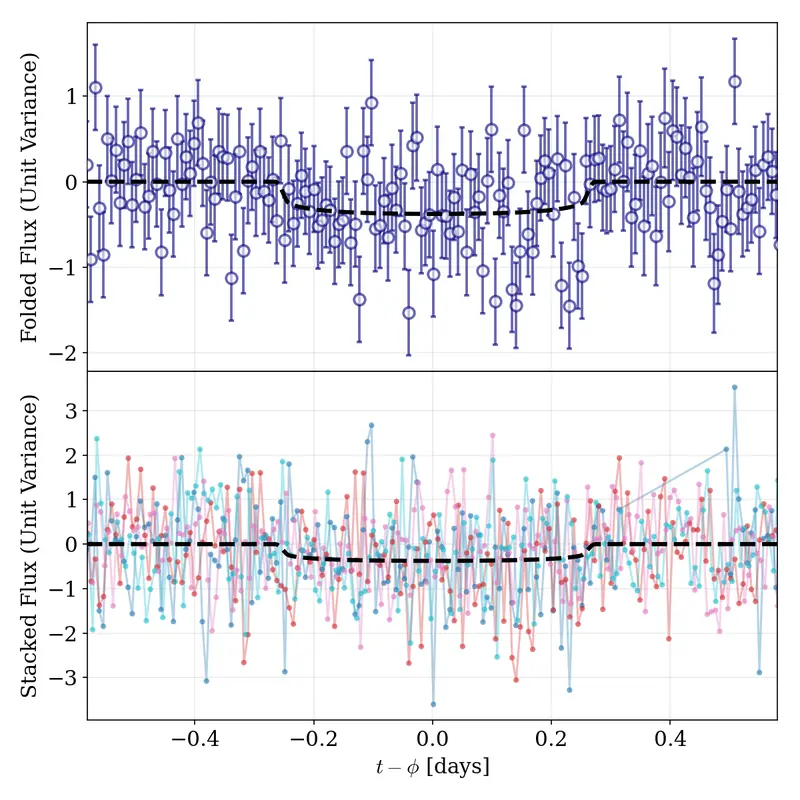 Folded Flux (Unit Variance)
1
0
−1
−2
Stacked Flux (Unit Variance)
3
2
1
0
−1
−2
−3
−0.4 −0.2 0.0 0.2 0.4
t − ϕ [days]